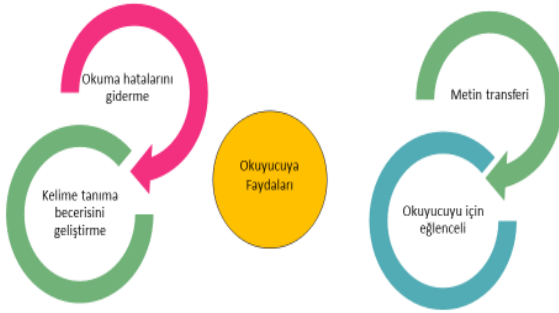 Okuma hatalarını
giderme
Kelime tanıma
becerisini
geliştirme
Okuyucuya
Faydaları
Metin transferi
Okuyucuyu için
eğlenceli